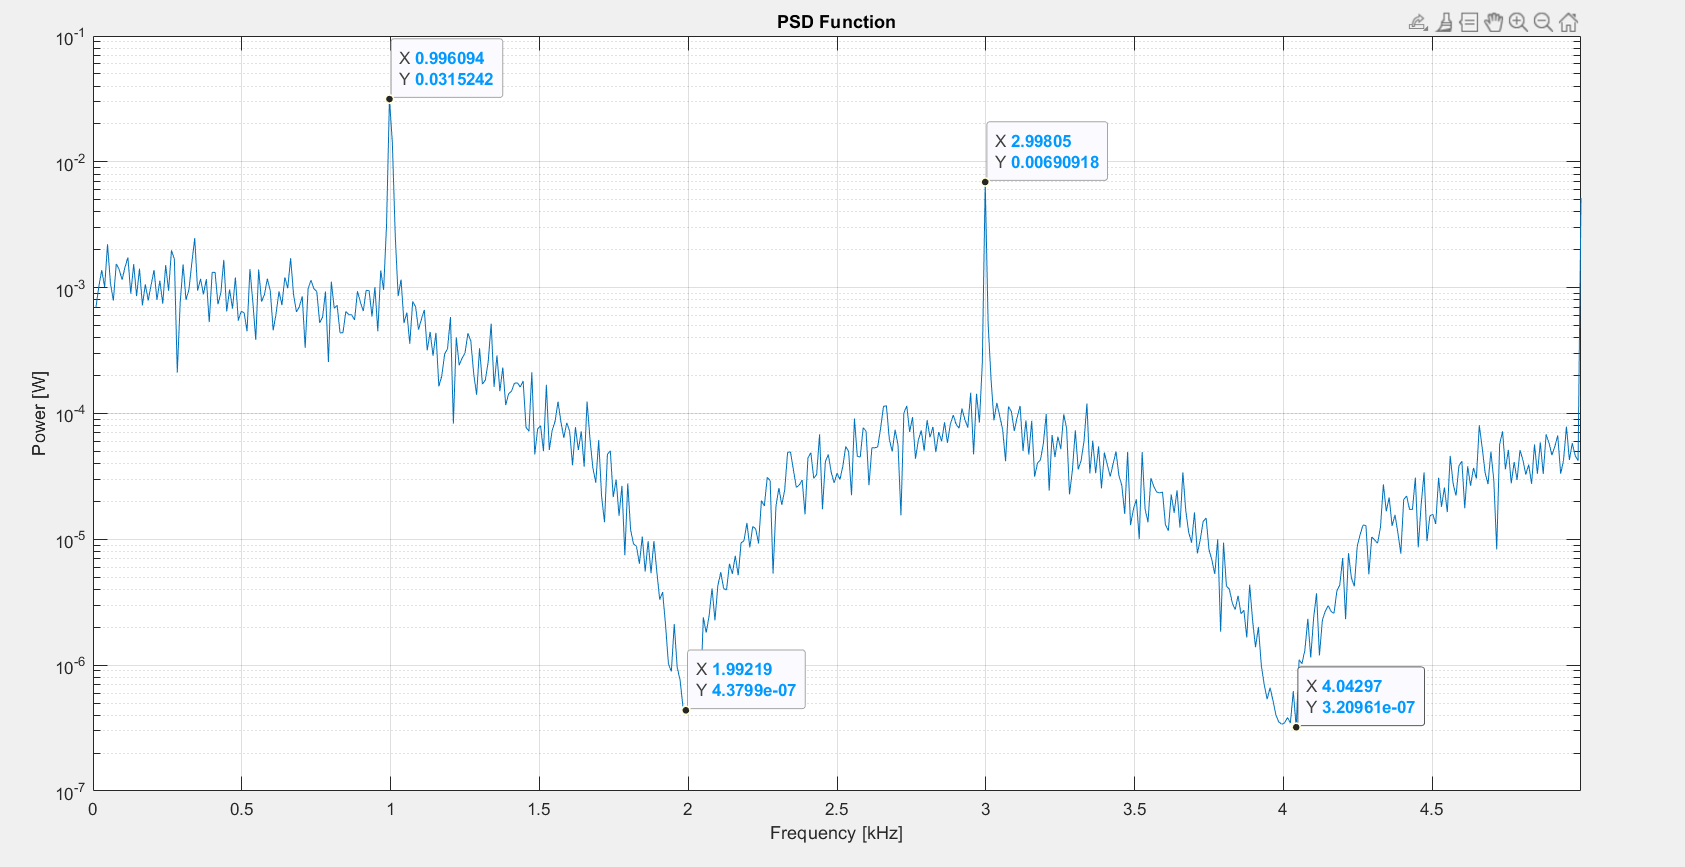 PSD Function
10-1
X 0.996094
Y 0.0315242
X 2.99805
Y 0.00690918
10-2
10-3
10-4
10-5
10-6
10-7
Power [W]
X 1.99219
Y 4.3799e-07
X 4.04297
Y 3.20961e-07
0 0.5 1 1.5 2 2.5 3 3.5 4 4.5
Frequency [kHz]